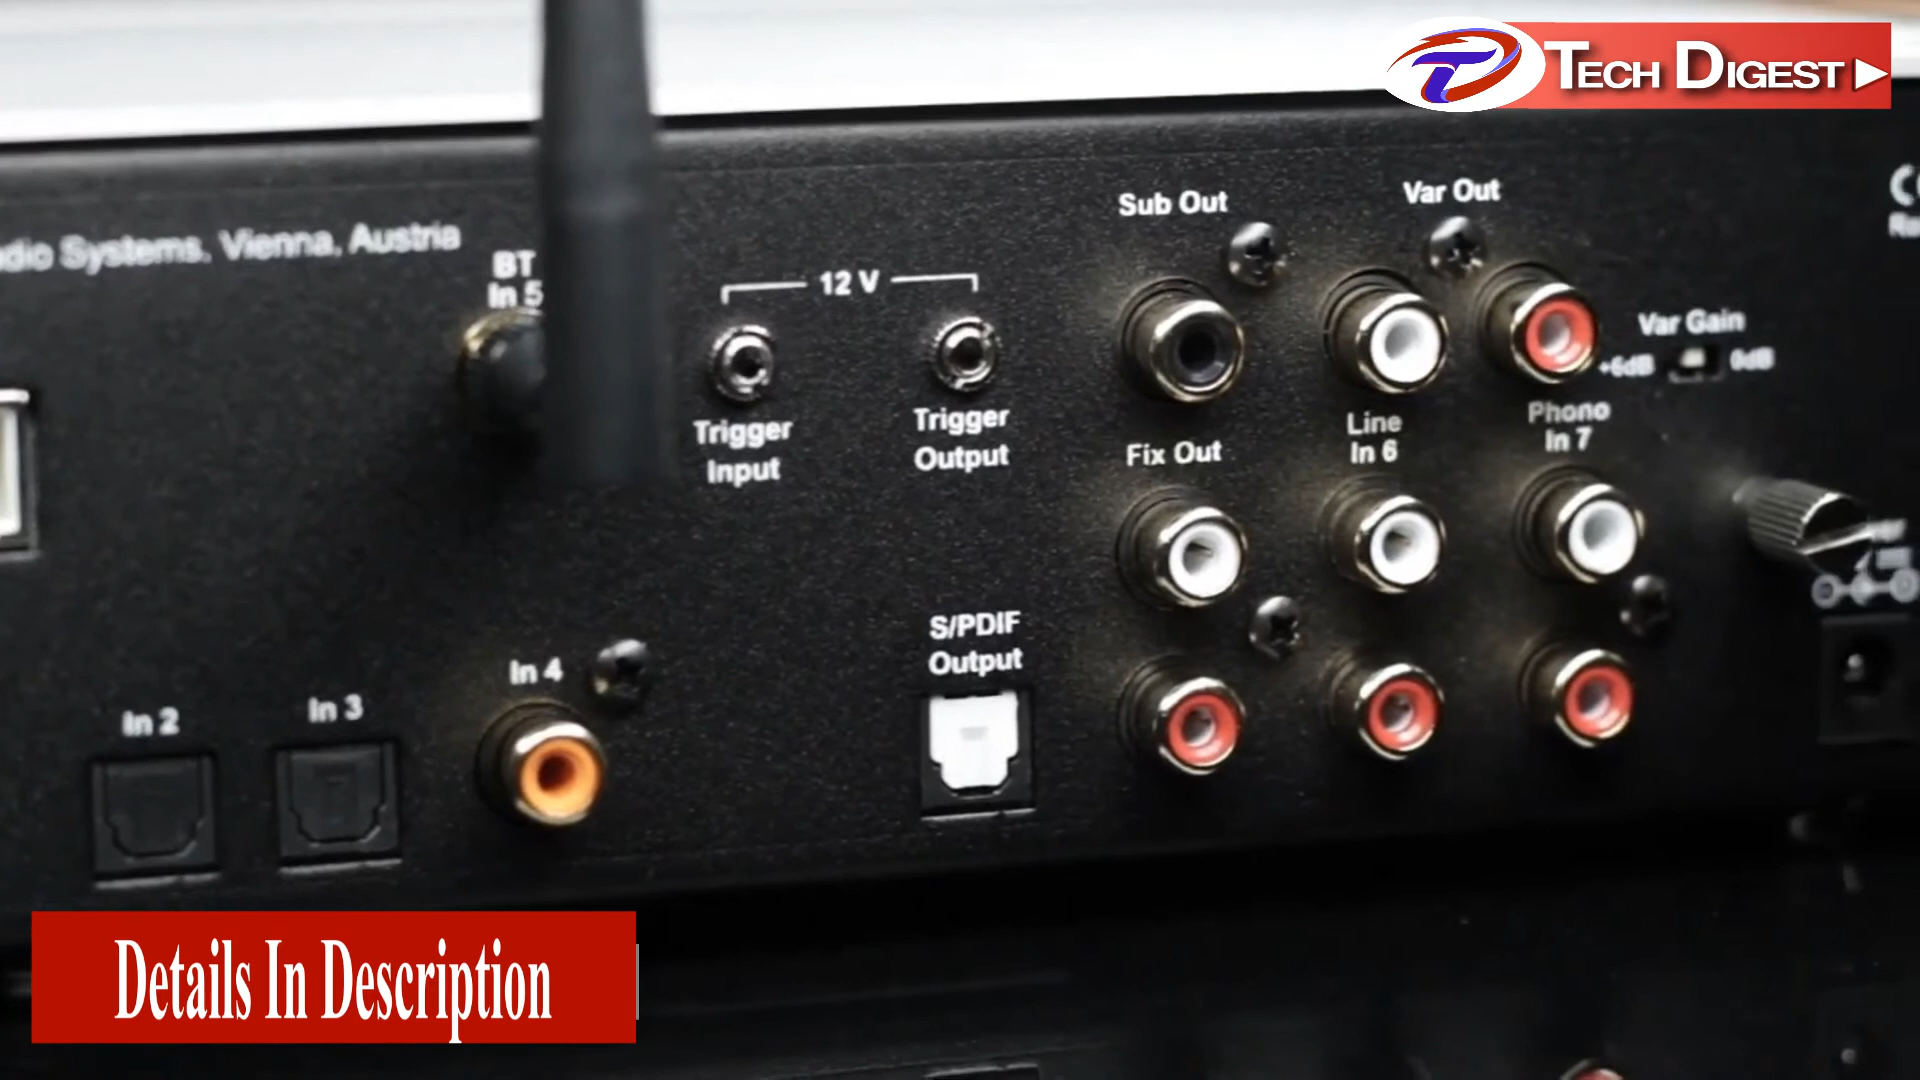 TECH DIGEST
Sub Out
Var Out
Audio Systems, Vienna, Austria
BT
In 5
12 V
Var Gain
+6dB
0dB
Trigger
Input
Trigger
Output
Fix Out
Line
In 6
Phono
In 7
S/PDIF
Output
In 4
In 3
In 2
Details In Description